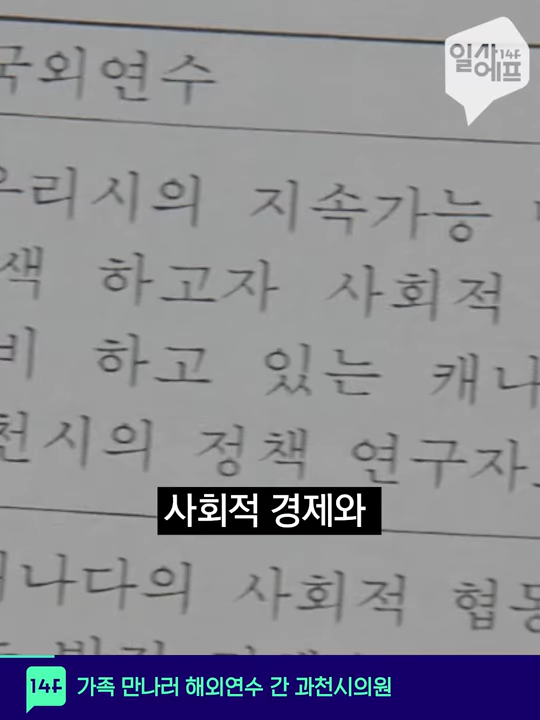 일사에프 14F
국외연수
우리시의 지속가능
하고자 사회적
하고 있는 캐나
천시의 정책 연구자
사회적 경제와
나다의 사회적 협동
14F 가족 만나러 해외연수 간 과천시의원